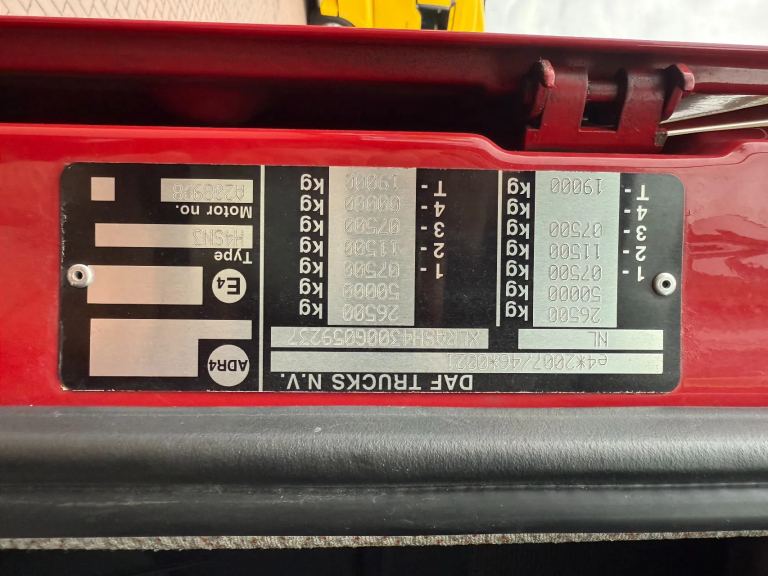 DAF TRUCKS N.V.
e4*2007/46*0021
NL XLRASH4300G059237
26500 kg 26500 kg
50000 kg 50000 kg
1 - 07500 kg 1 - 07500 kg
2 - 11500 kg 2 - 11500 kg
3 - 07500 kg 3 - 07500 kg
4 - kg 4 - 00000 kg
T - 19000 kg T - 19000 kg
ADR4
E4
Type
H4SN3
Motor no.